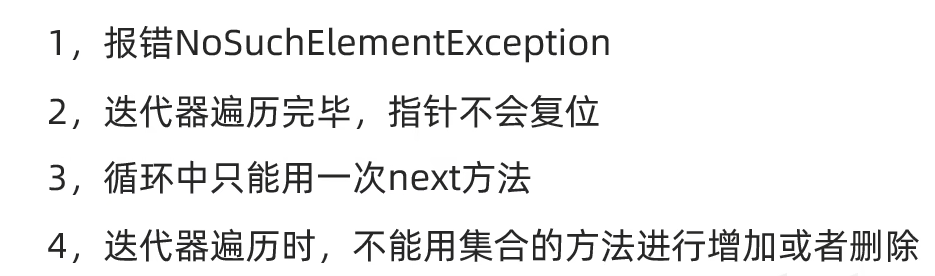 1，报错NoSuchElementException
2，迭代器遍历完毕，指针不会复位
3，循环中只能用一次next方法
4，迭代器遍历时，不能用集合的方法进行增加或者删除